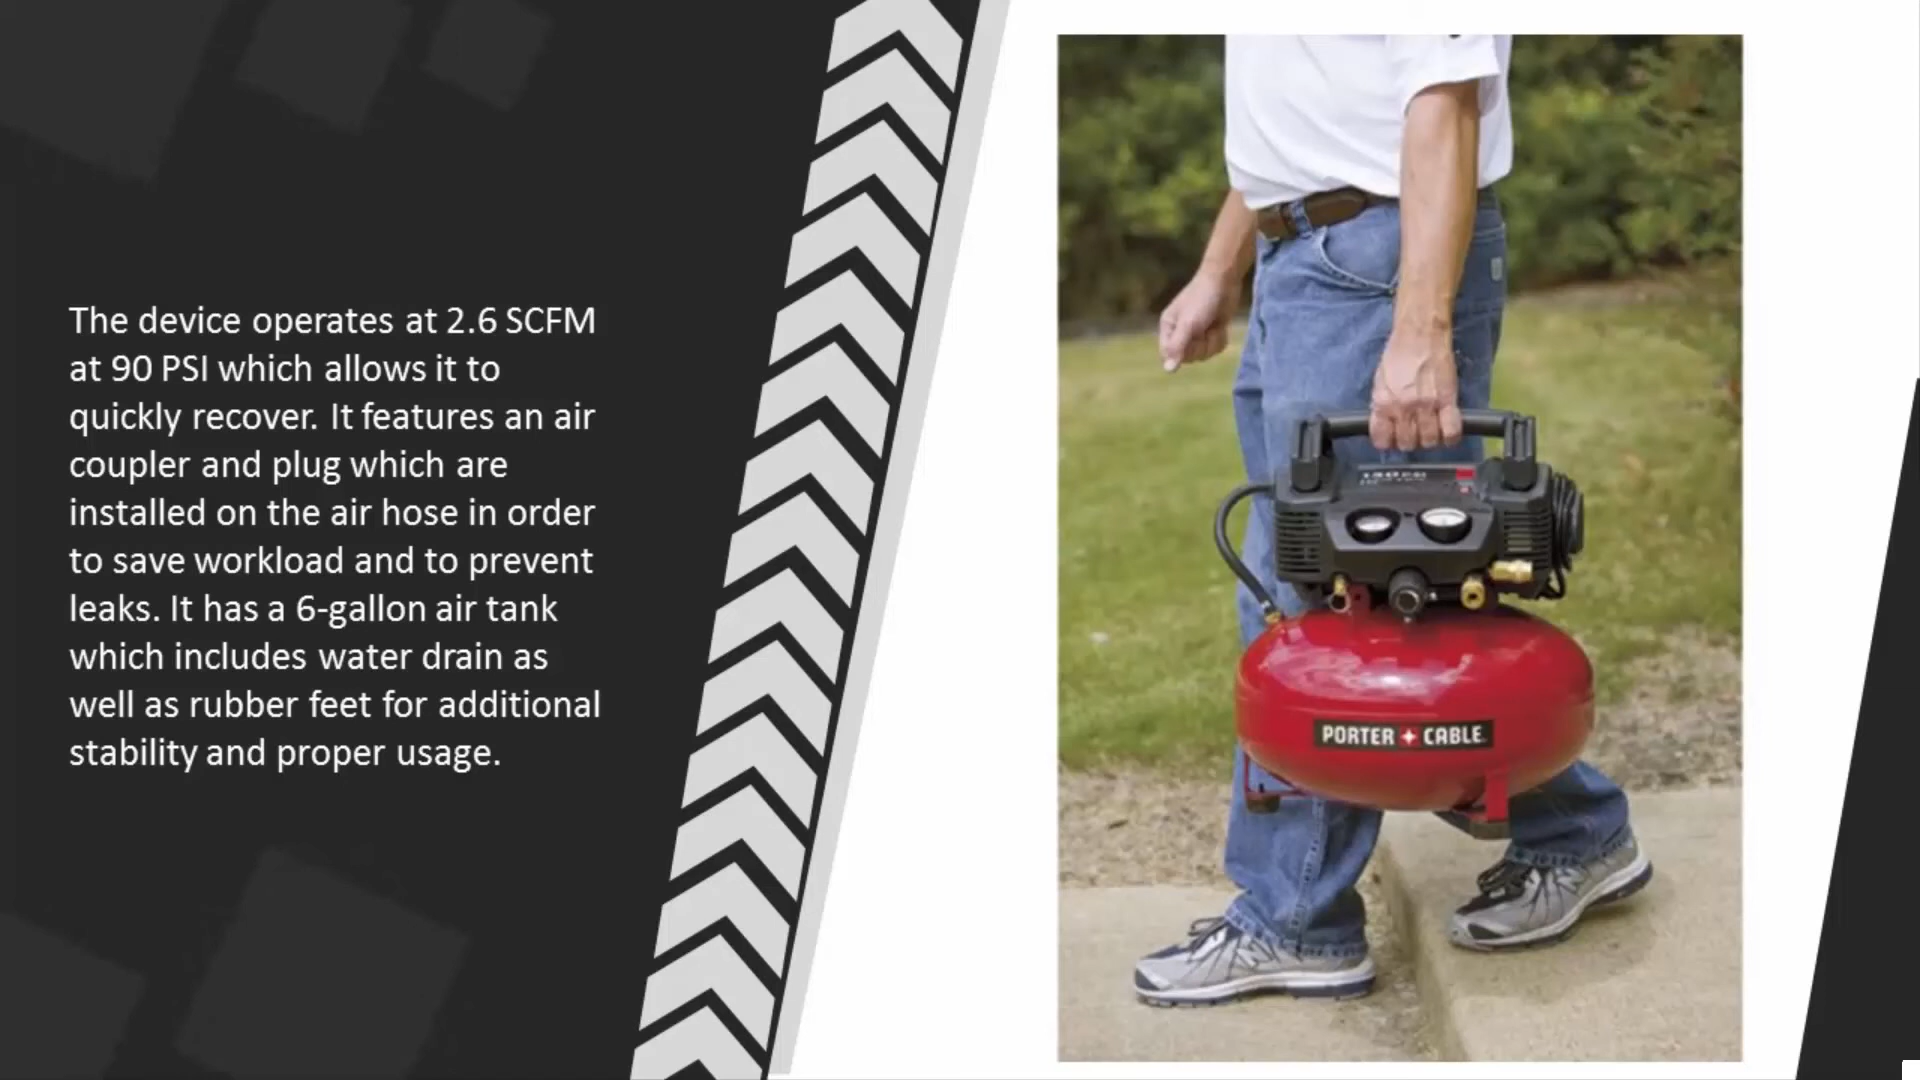 The device operates at 2.6 SCFM
at 90 PSI which allows it to
quickly recover. It features an air
coupler and plug which are
installed on the air hose in order
to save workload and to prevent
leaks. It has a 6-gallon air tank
which includes water drain as
well as rubber feet for additional
stability and proper usage.
PORTER CABLE